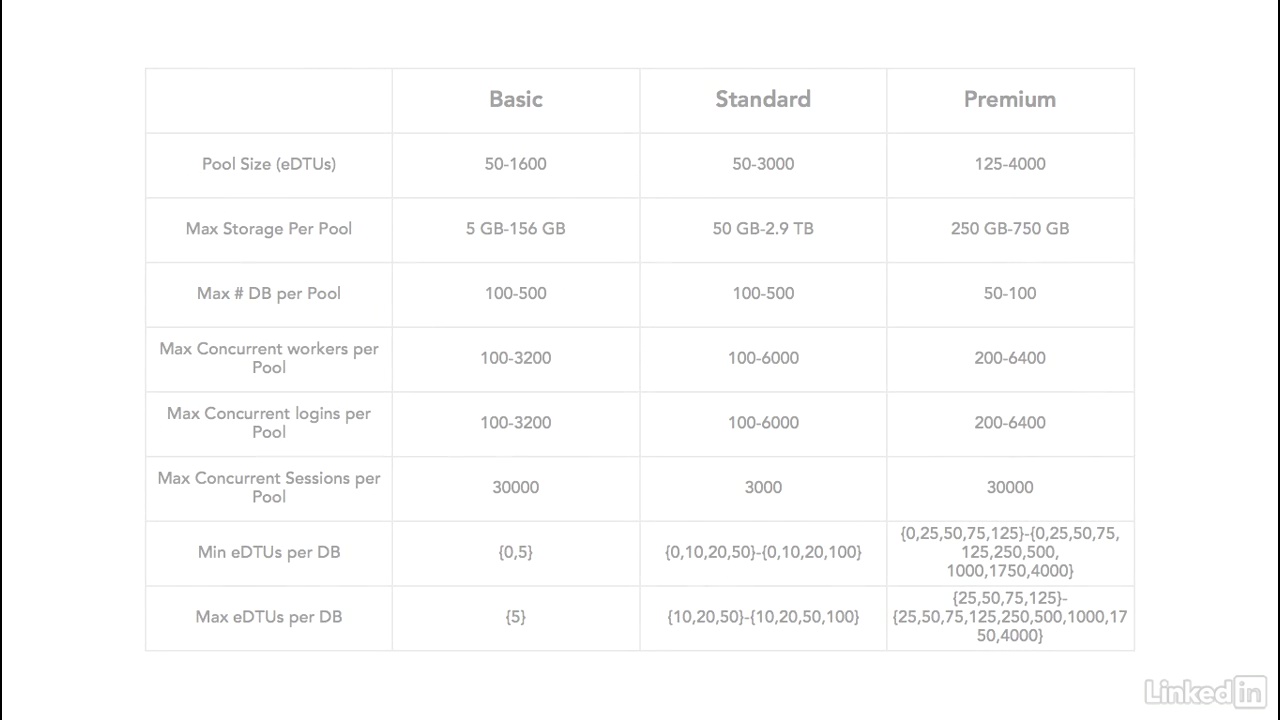 Basic Standard Premium
Pool Size (eDTUs) 50-1600 50-3000 125-4000
Max Storage Per Pool 5 GB-156 GB 50 GB-2.9 TB 250 GB-750 GB
Max # DB per Pool 100-500 100-500 50-100
Max Concurrent workers per
Pool 100-3200 100-6000 200-6400
Max Concurrent logins per
Pool 100-3200 100-6000 200-6400
Max Concurrent Sessions per
Pool 30000 3000 30000
Min eDTUs per DB {0,5} {0,10,20,50}-{0,10,20,100} {0,25,50,75,125}-{0,25,50,75,
125,250,500,
1000,1750,4000}
Max eDTUs per DB {5} {10,20,50}-{10,20,50,100} {25,50,75,125}-
{25,50,75,125,250,500,1000,17
50,4000}
Linked in